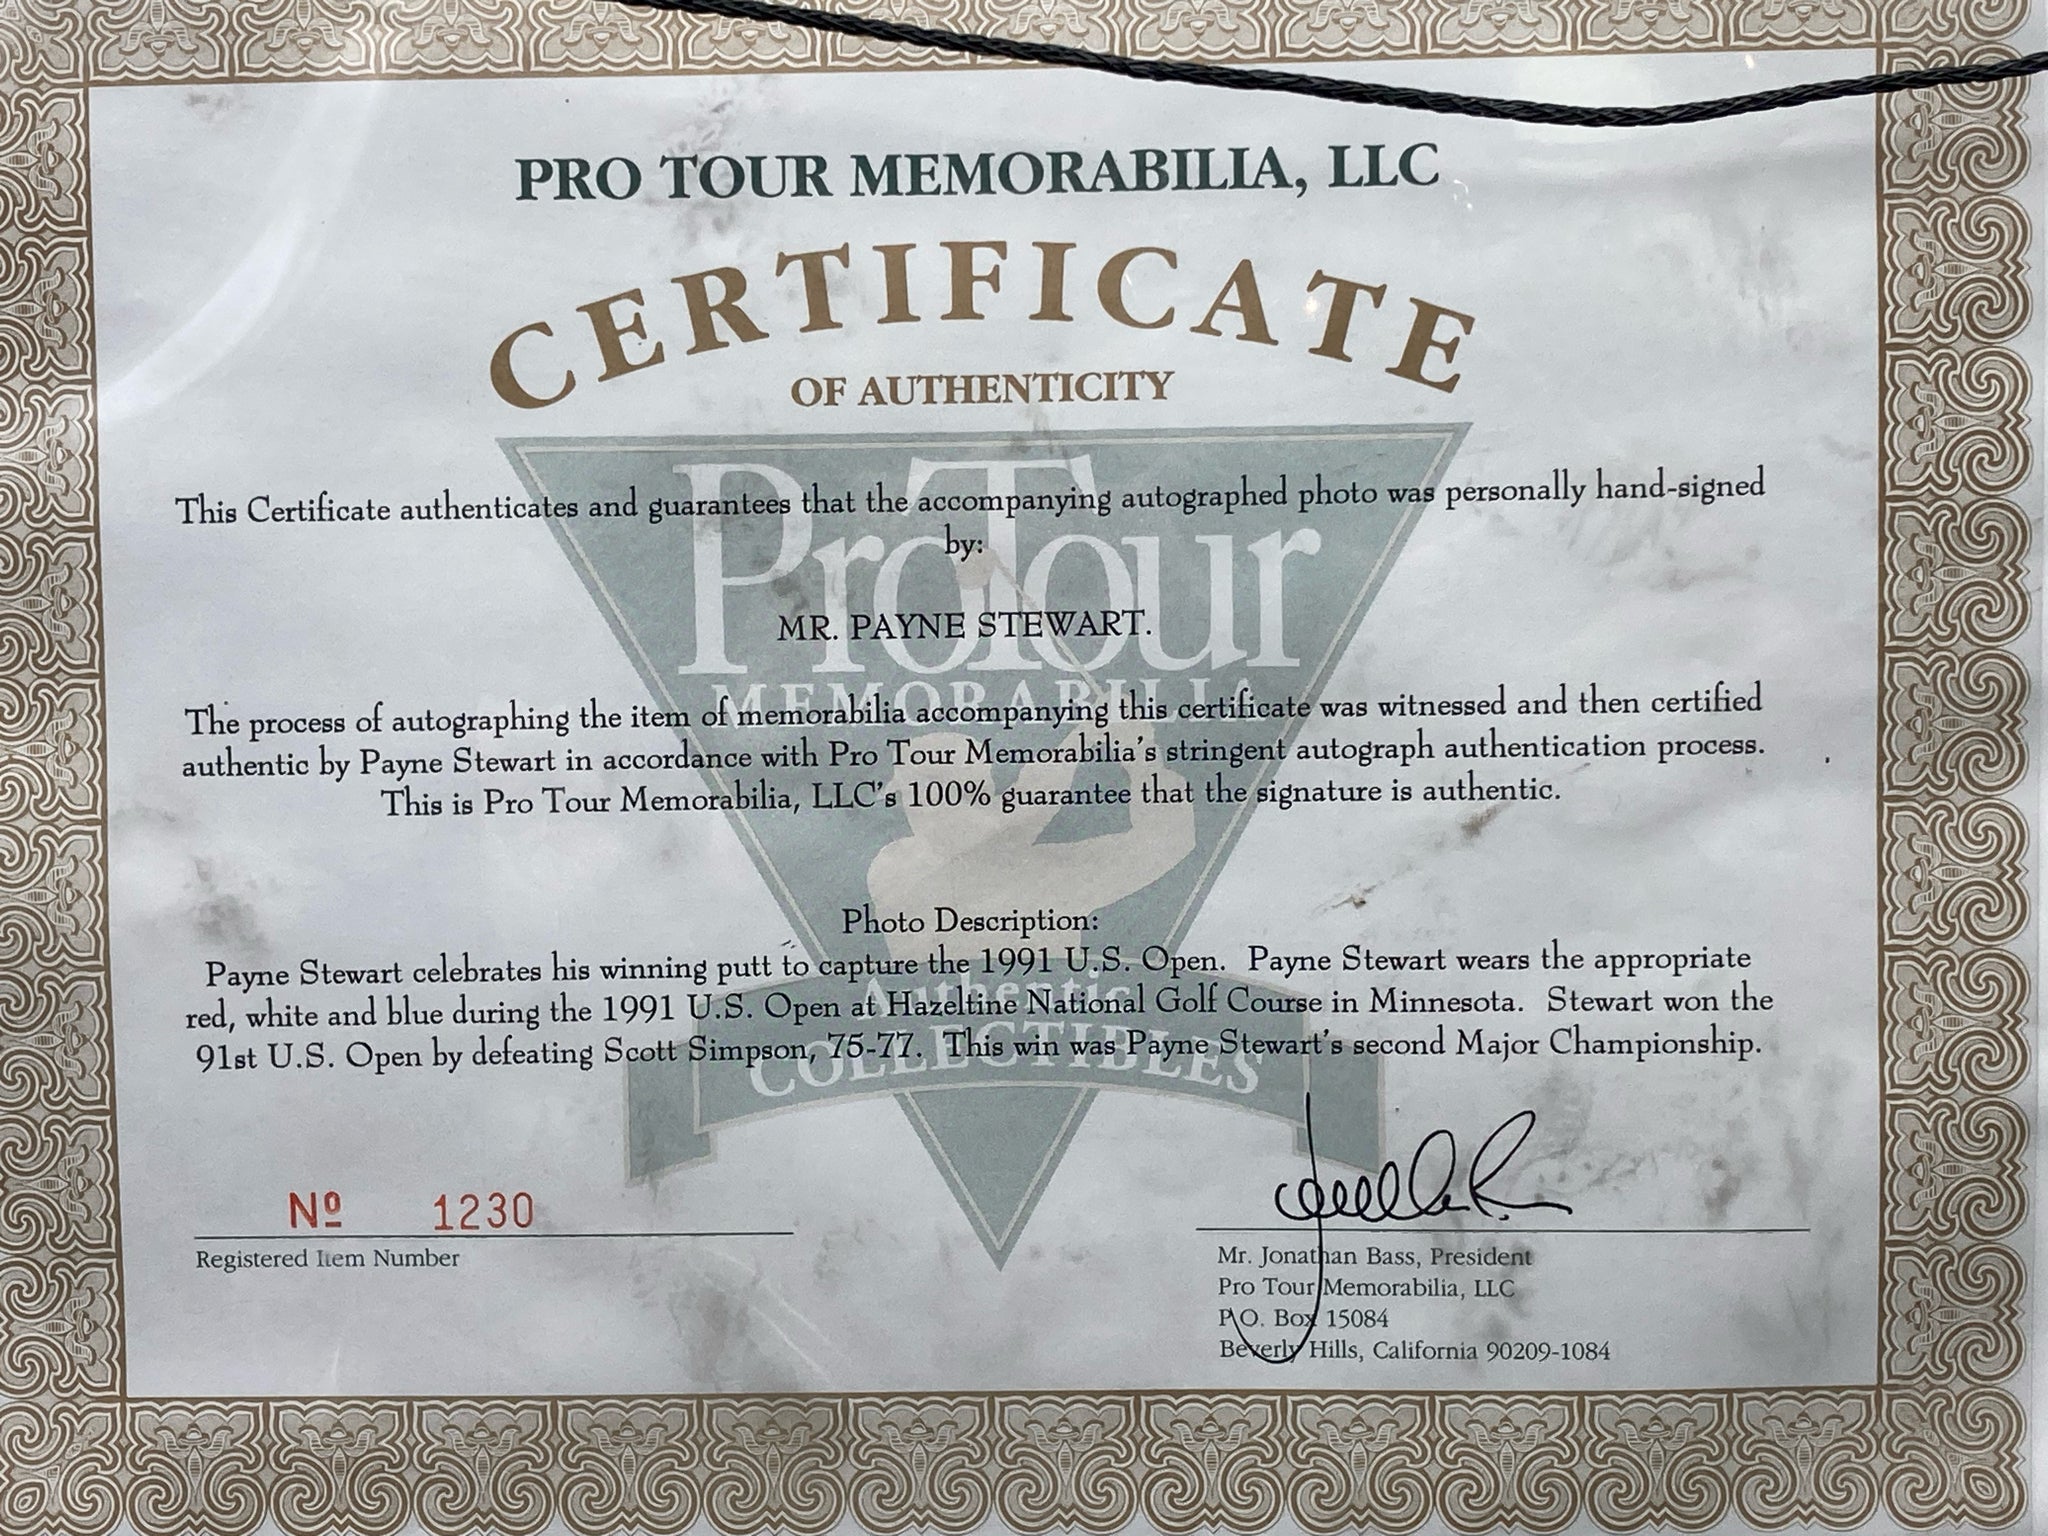 PRO TOUR MEMORABILIA, LLC
CERTIFICATE
OF AUTHENTICITY
This Certificate authenticates and guarantees that the accompanying autographed photo was personally hand-signed
by:
MR. PAYNE STEWART.
ProTour
MEMORABILIA
The process of autographing the item of memorabilia accompanying this certificate was witnessed and then certified
authentic by Payne Stewart in accordance with Pro Tour Memorabilia's stringent autograph authentication process.
This is Pro Tour Memorabilia, LLC's 100% guarantee that the signature is authentic.
Photo Description:
Payne Stewart celebrates his winning putt to capture the 1991 U.S. Open. Payne Stewart wears the appropriate
red, white and blue during the 1991 U.S. Open at Hazeltine National Golf Course in Minnesota. Stewart won the
91st U.S. Open by defeating Scott Simpson, 75-77. This win was Payne Stewart's second Major Championship.
Authentic
COLLECTIBLES
Nº 1230
Registered Item Number
Mr. Jonathan Bass, President
Pro Tour Memorabilia, LLC
P.O. Box 15084
Beverly Hills, California 90209-1084